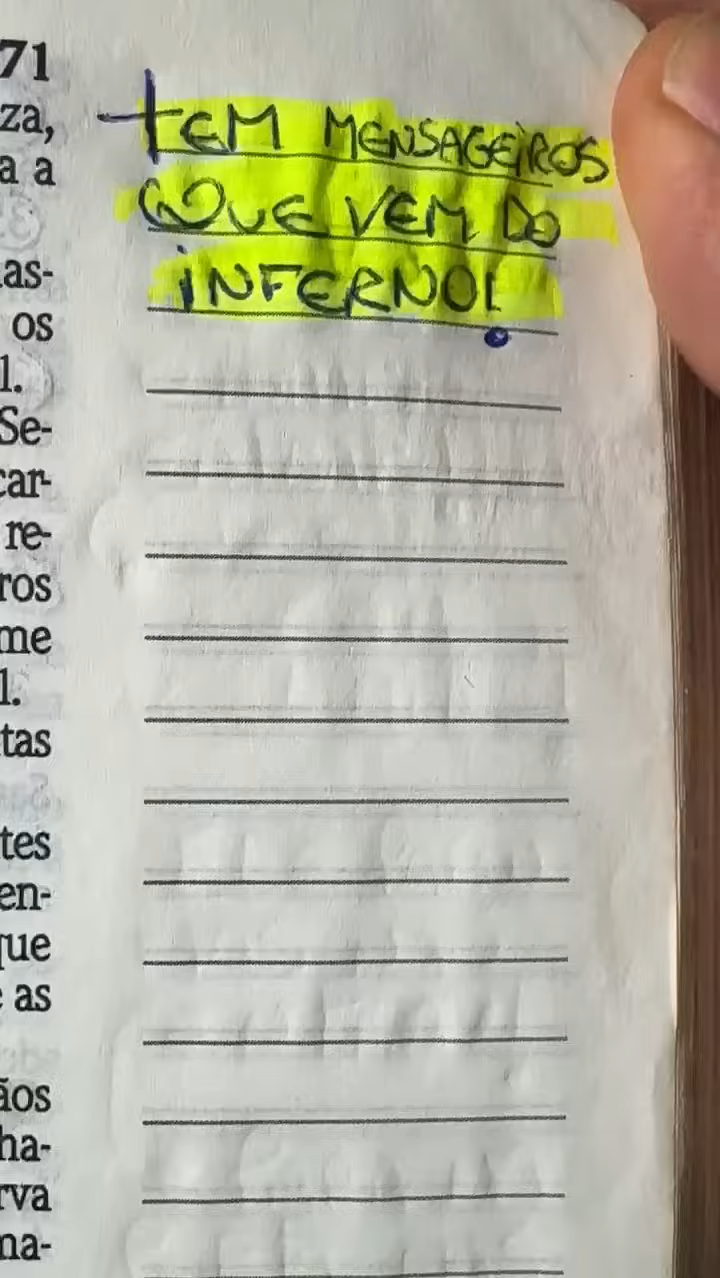 71
za,
a a
TEM MENSAGEIROS
QUE VEM DO
INFERNO!
as-
os
l.
Se-
car-
re-
ros
me
l.
tas
tes
en-
que
e as
ãos
ha-
rva
ma-